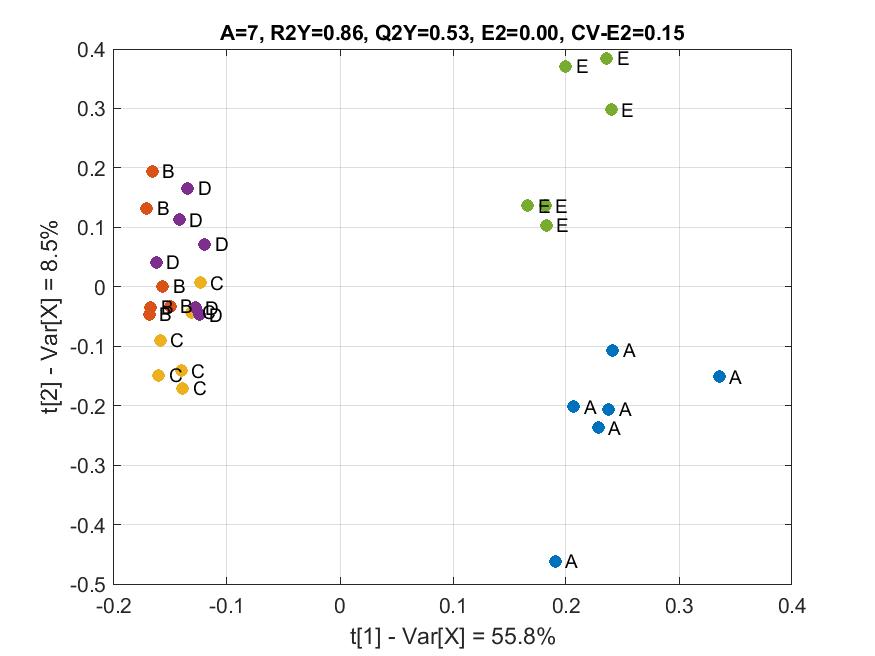 A=7, R2Y=0.86, Q2Y=0.53, E2=0.00, CV-E2=0.15
0.4
E
E
0.3
E
0.2
B
D
B
E E
D
0.1
E
D
t[2] - Var[X] = 8.5%
D
C
0
B
B B D
B C D
C
-0.1
A
C C
A
C
-0.2
A A
A
-0.3
-0.4
A
-0.5
-0.2 -0.1 0 0.1 0.2 0.3 0.4
t[1] - Var[X] = 55.8%